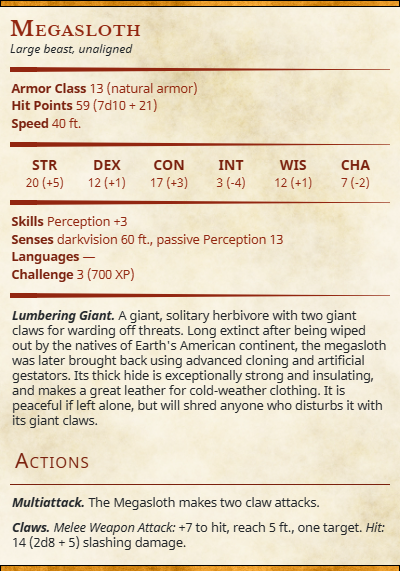 Megasloth
Large beast, unaligned
Armor Class 13 (natural armor)
Hit Points 59 (7d10 + 21)
Speed 40 ft.
STR DEX CON INT WIS CHA
20 (+5) 12 (+1) 17 (+3) 3 (-4) 12 (+1) 7 (-2)
Skills Perception +3
Senses darkvision 60 ft., passive Perception 13
Languages —
Challenge 3 (700 XP)
Lumbering Giant. A giant, solitary herbivore with two giant
claws for warding off threats. Long extinct after being wiped
out by the natives of Earth's American continent, the megasloth
was later brought back using advanced cloning and artificial
gestators. Its thick hide is exceptionally strong and insulating,
and makes a great leather for cold-weather clothing. It is
peaceful if left alone, but will shred anyone who disturbs it with
its giant claws.
Actions
Multiattack. The Megasloth makes two claw attacks.
Claws. Melee Weapon Attack: +7 to hit, reach 5 ft., one target. Hit:
14 (2d8 + 5) slashing damage.